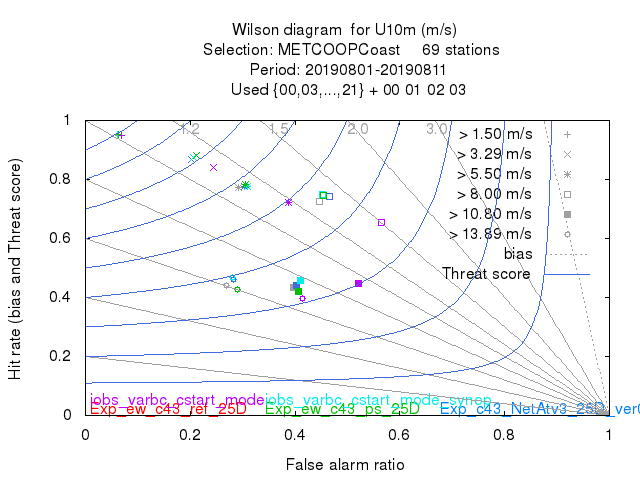 Wilson diagram for U10m (m/s)
Selection: METCOOPCoast 69 stations
Period: 20190801-20190811
Used {00,03,...,21} + 00 01 02 03
Hit rate (bias and Threat score)
1
0.8
0.6
0.4
0.2
0
1.2 1.5 2.0 3.0
> 1.50 m/s
> 3.29 m/s
> 5.50 m/s
> 8.00 m/s
> 10.80 m/s
> 13.89 m/s
bias
Threat score
iobs_varbc_cstart_mode iobs_varbc_cstart_mode_synop
Exp_ew_c43_ref_25D Exp_ew_c43_ps_25D Exp_c43_NetAtv3_25D_ver0
0 0.2 0.4 0.6 0.8 1
False alarm ratio